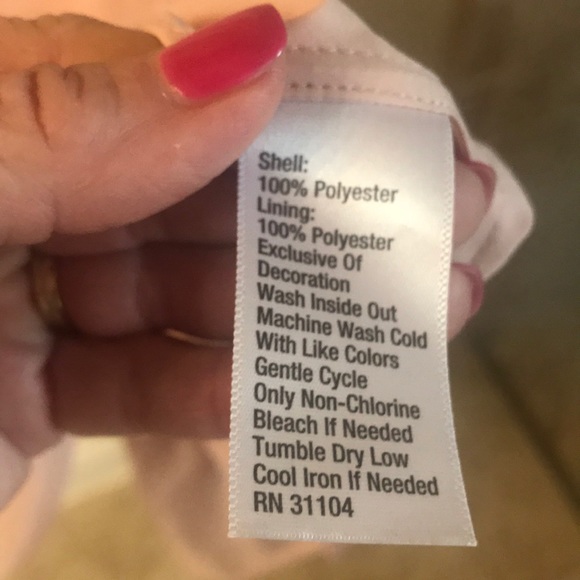 Shell:
100% Polyester
Lining:
100% Polyester
Exclusive Of
Decoration
Wash Inside Out
Machine Wash Cold
With Like Colors
Gentle Cycle
Only Non-Chlorine
Bleach If Needed
Tumble Dry Low
Cool Iron If Needed
RN 31104